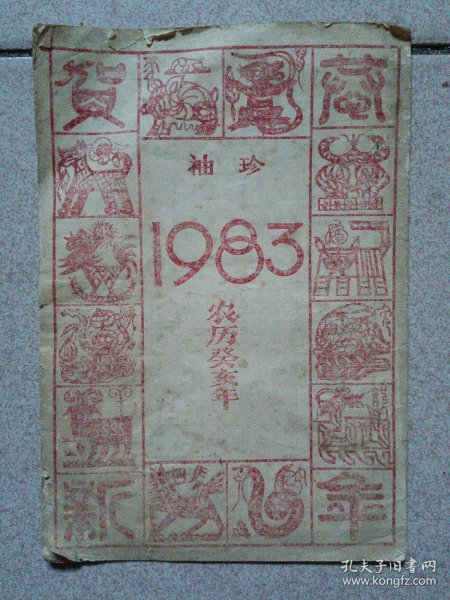 恭
贺
新
年
袖珍
1983
农历癸亥年
孔夫子旧书网
www.kongfz.com